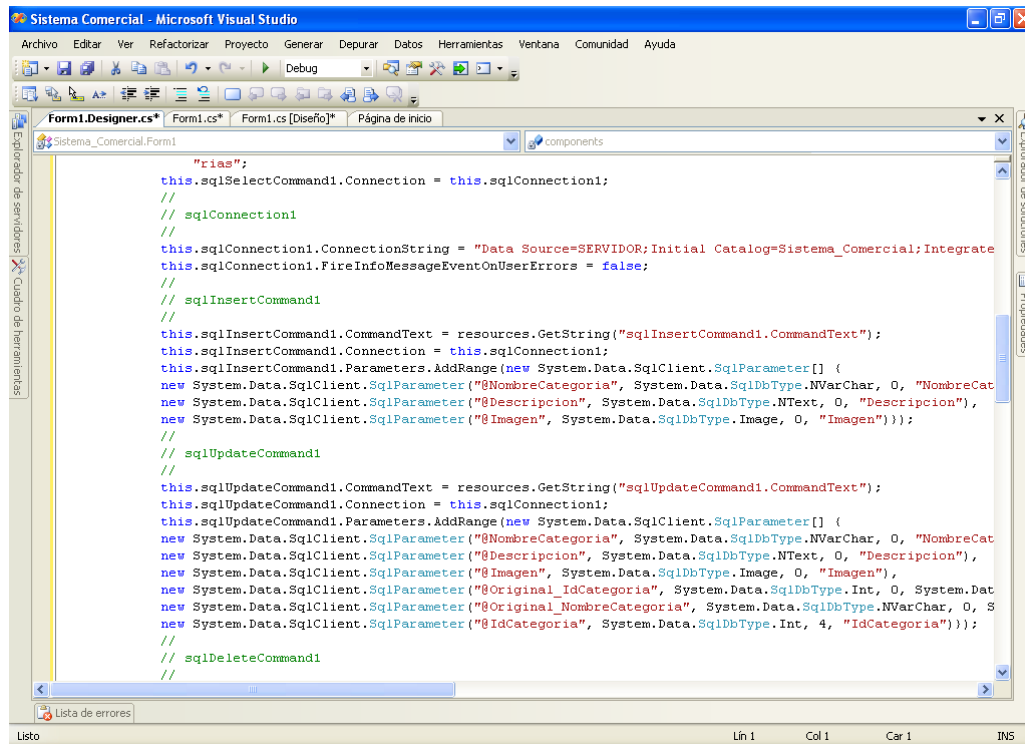 Sistema Comercial - Microsoft Visual Studio
Archivo Editar Ver Refactorizar Proyecto Generar Depurar Datos Herramientas Ventana Comunidad Ayuda
Debug
Form1.Designer.cs* Form1.cs* Form1.cs [Diseño]* Página de inicio
Sistema_Comercial.Form1 components
Explorador de servidores
Cuadro de herramientas
"rias";
this.sqlSelectCommand1.Connection = this.sqlConnection1;
//
// sqlConnection1
//
this.sqlConnection1.ConnectionString = "Data Source=SERVIDOR;Initial Catalog=Sistema_Comercial;Integrate
this.sqlConnection1.FireInfoMessageEventOnUserErrors = false;
//
// sqlInsertCommand1
//
this.sqlInsertCommand1.CommandText = resources.GetString("sqlInsertCommand1.CommandText");
this.sqlInsertCommand1.Connection = this.sqlConnection1;
this.sqlInsertCommand1.Parameters.AddRange(new System.Data.SqlClient.SqlParameter[] {
new System.Data.SqlClient.SqlParameter("@NombreCategoria", System.Data.SqlDbType.NVarChar, 0, "NombreCat
new System.Data.SqlClient.SqlParameter("@Descripcion", System.Data.SqlDbType.NText, 0, "Descripcion"),
new System.Data.SqlClient.SqlParameter("@Imagen", System.Data.SqlDbType.Image, 0, "Imagen")});
//
// sqlUpdateCommand1
//
this.sqlUpdateCommand1.CommandText = resources.GetString("sqlUpdateCommand1.CommandText");
this.sqlUpdateCommand1.Connection = this.sqlConnection1;
this.sqlUpdateCommand1.Parameters.AddRange(new System.Data.SqlClient.SqlParameter[] {
new System.Data.SqlClient.SqlParameter("@NombreCategoria", System.Data.SqlDbType.NVarChar, 0, "NombreCat
new System.Data.SqlClient.SqlParameter("@Descripcion", System.Data.SqlDbType.NText, 0, "Descripcion"),
new System.Data.SqlClient.SqlParameter("@Imagen", System.Data.SqlDbType.Image, 0, "Imagen"),
new System.Data.SqlClient.SqlParameter("@Original_IdCategoria", System.Data.SqlDbType.Int, 0, System.Dat
new System.Data.SqlClient.SqlParameter("@Original_NombreCategoria", System.Data.SqlDbType.NVarChar, 0, S
new System.Data.SqlClient.SqlParameter("@IdCategoria", System.Data.SqlDbType.Int, 4, "IdCategoria")});
//
// sqlDeleteCommand1
//
Lista de errores
Listo Lín 1 Col 1 Car 1 INS